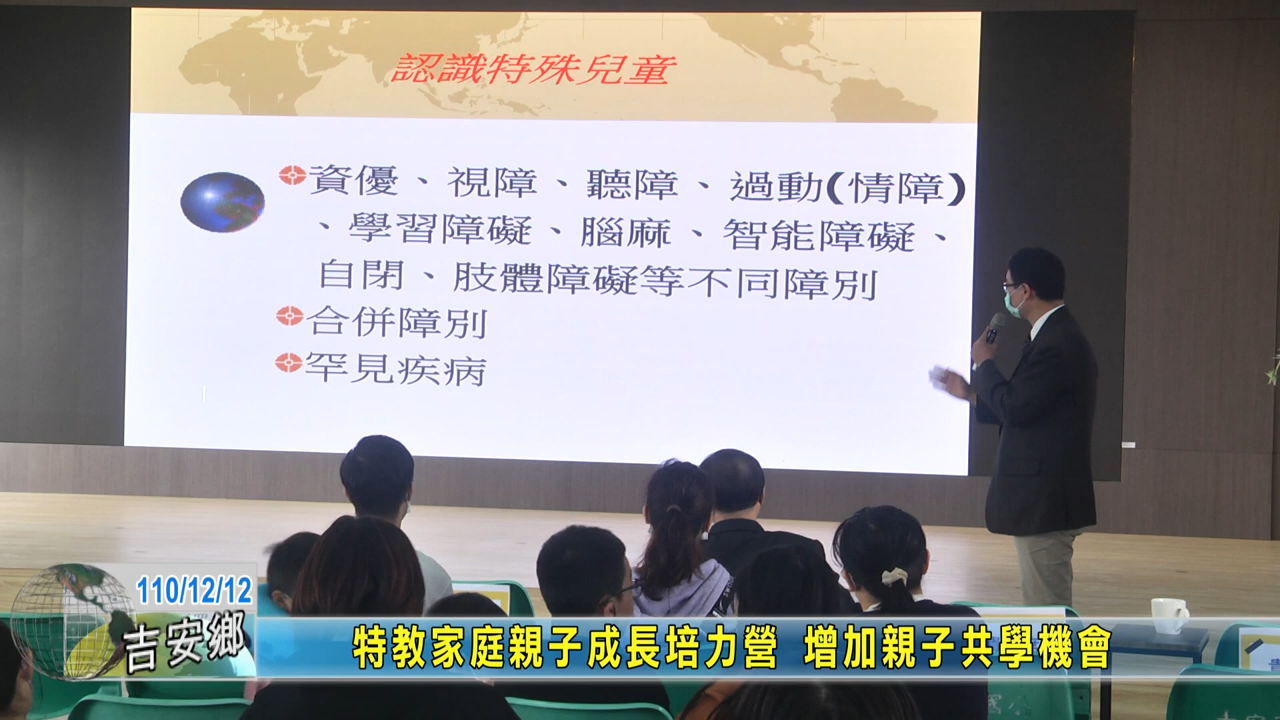 認識特殊兒童
資優、視障、聽障、過動(情障)
、學習障礙、腦麻、智能障礙、
自閉、肢體障礙等不同障別
合併障別
罕見疾病
110/12/12
吉安鄉
特教家庭親子成長培力營 增加親子共學機會